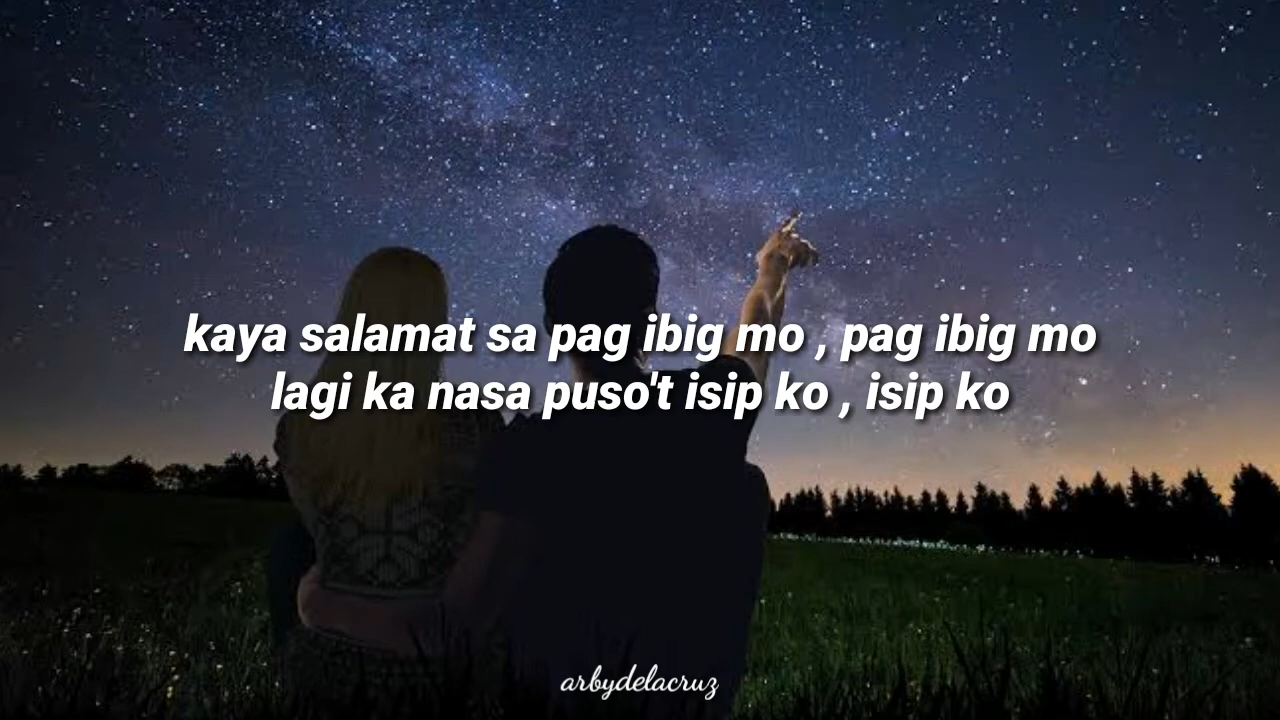 kaya salamat sa pag ibig mo , pag ibig mo
lagi ka nasa puso't isip ko , isip ko
arbydelacruz